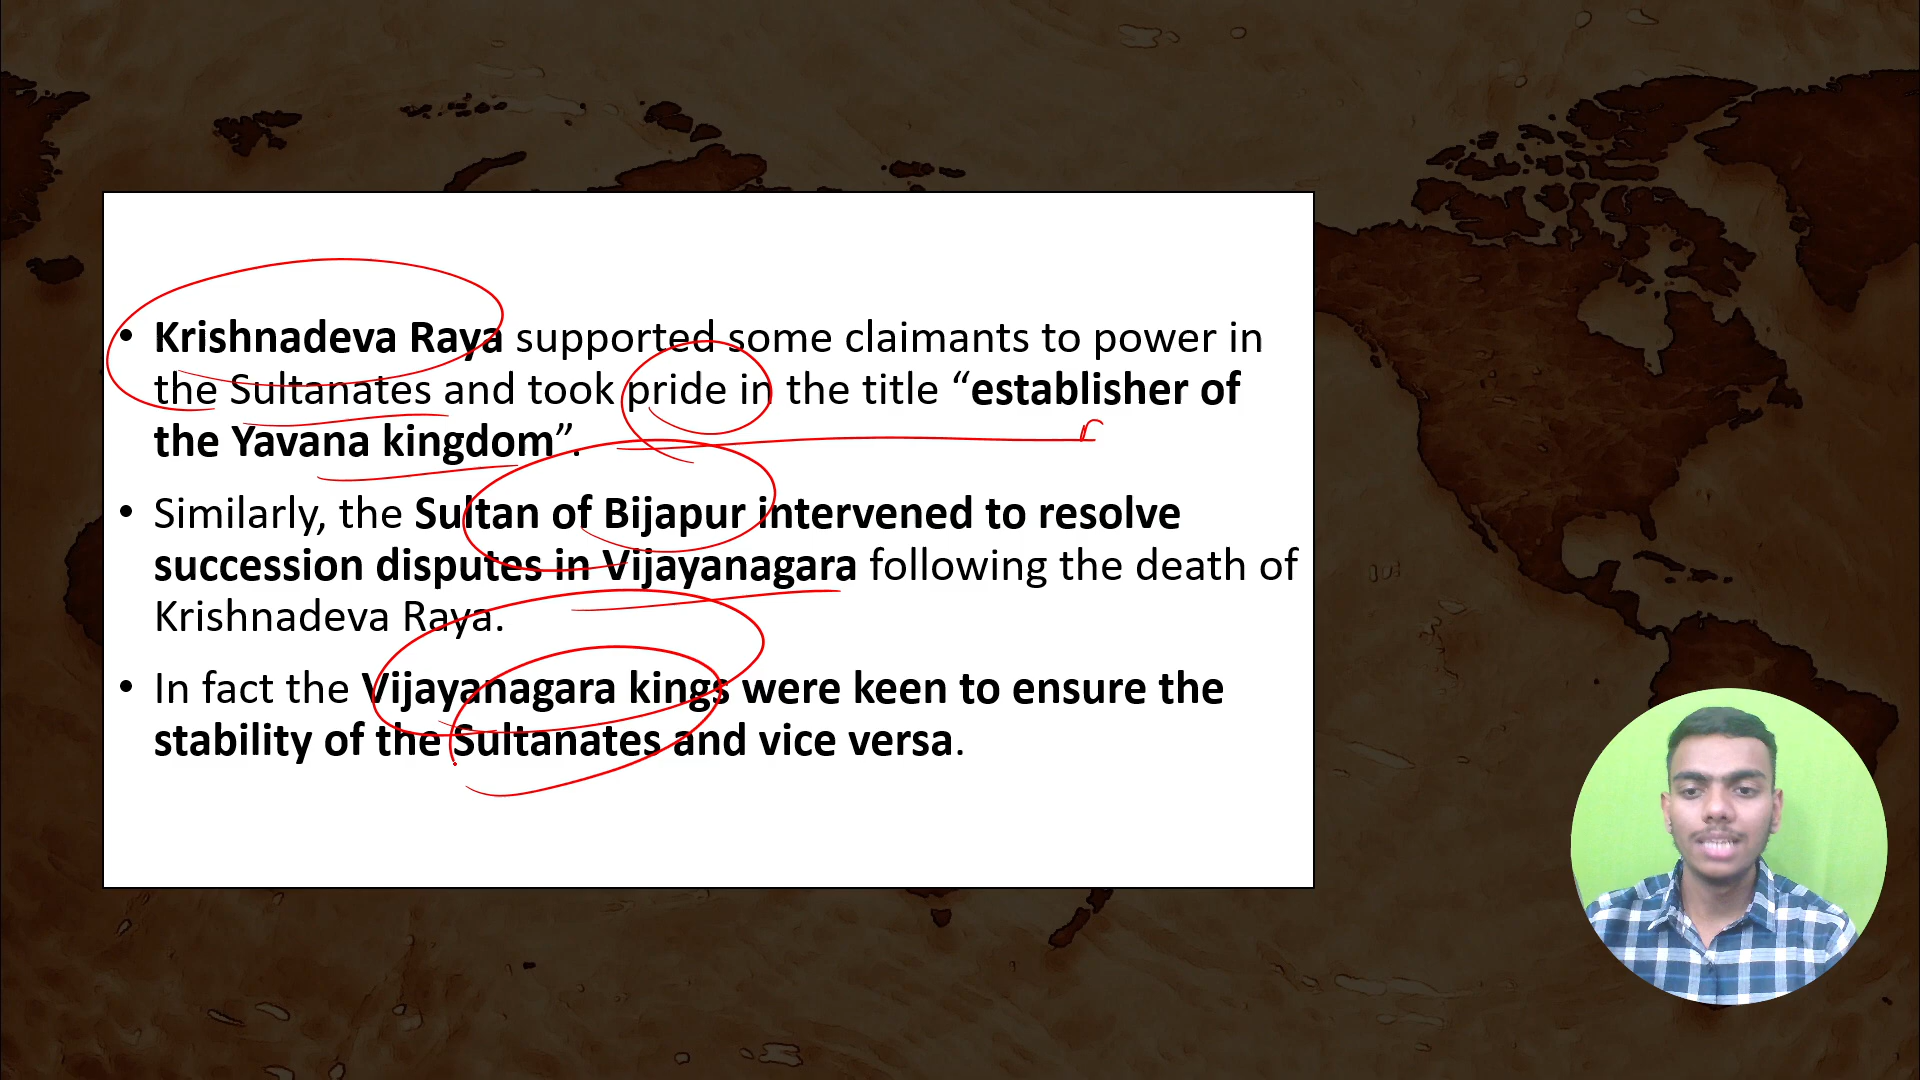 • Krishnadeva Raya supported some claimants to power in
the Sultanates and took pride in the title “establisher of
the Yavana kingdom”.
• Similarly, the Sultan of Bijapur intervened to resolve
succession disputes in Vijayanagara following the death of
Krishnadeva Raya.
• In fact the Vijayanagara kings were keen to ensure the
stability of the Sultanates and vice versa.